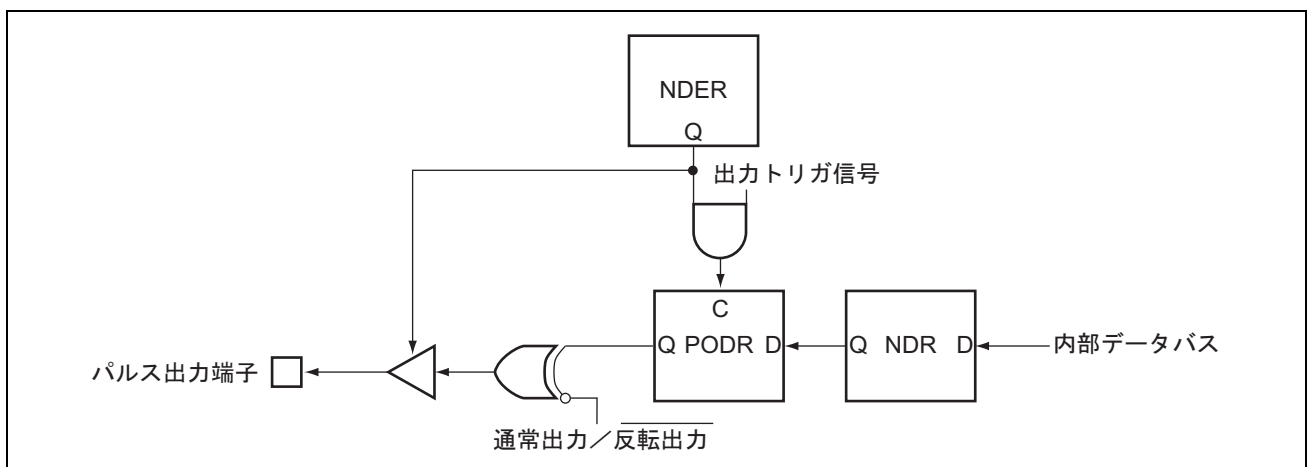 NDER
Q
出力トリガ信号
C
Q PODR D
Q NDR D
内部データバス
パルス出力端子
通常出力／反転出力